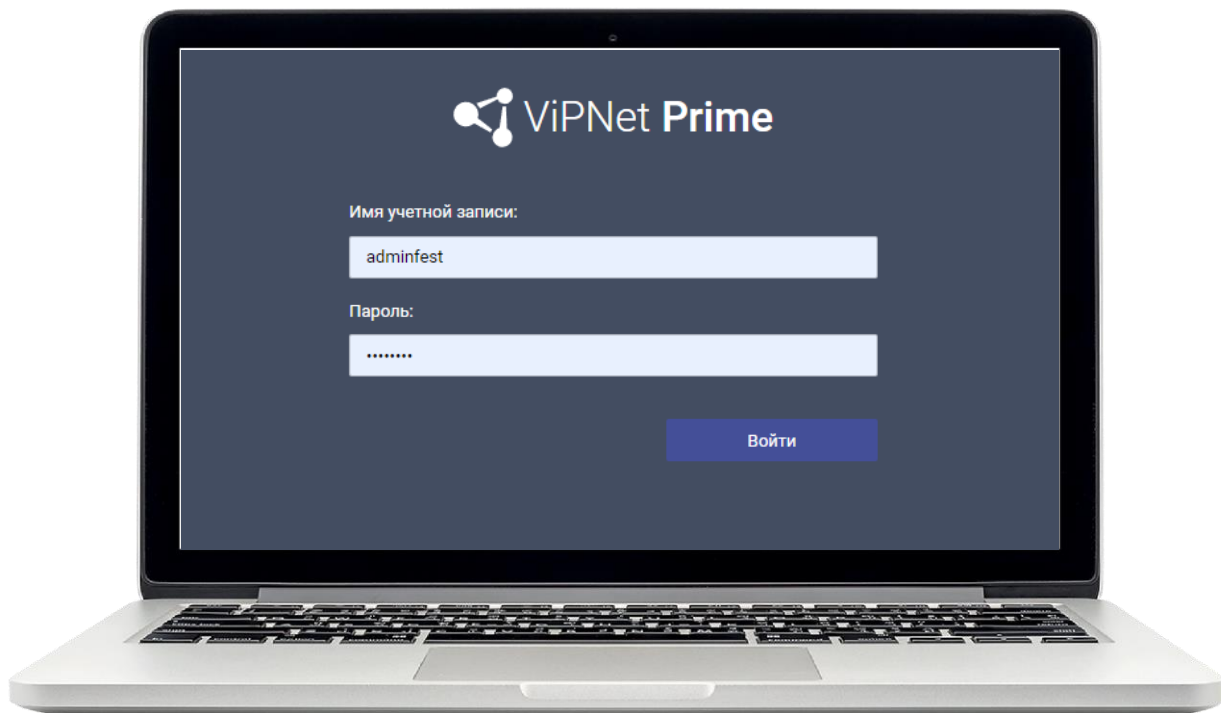 ViPNet Prime
Имя учетной записи:
adminfest
Пароль:
••••••••
Войти